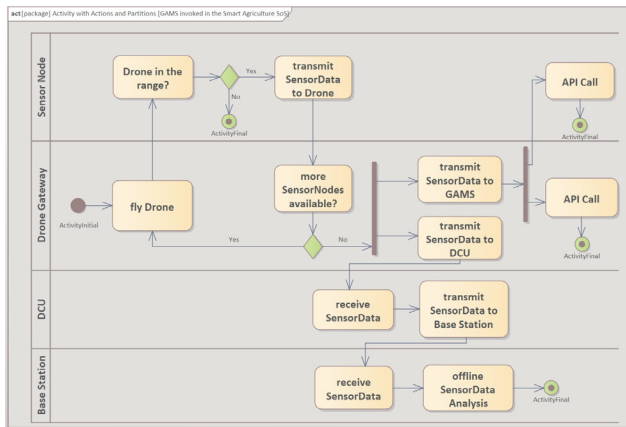 act [package] Activity with Actions and Partitions [GAMS invoked in the Smart Agriculture SoS]
Sensor Node
Drone in the
range?
Yes
No
ActivityFinal
transmit
SensorData
to Drone
API Call
ActivityFinal
Drone Gateway
ActivityInitial
fly Drone
more
SensorNodes
available?
Yes
No
transmit
SensorData to
GAMS
transmit
SensorData to
DCU
API Call
ActivityFinal
DCU
receive
SensorData
transmit
SensorData to
Base Station
Base Station
receive
SensorData
offline
SensorData
Analysis
ActivityFinal